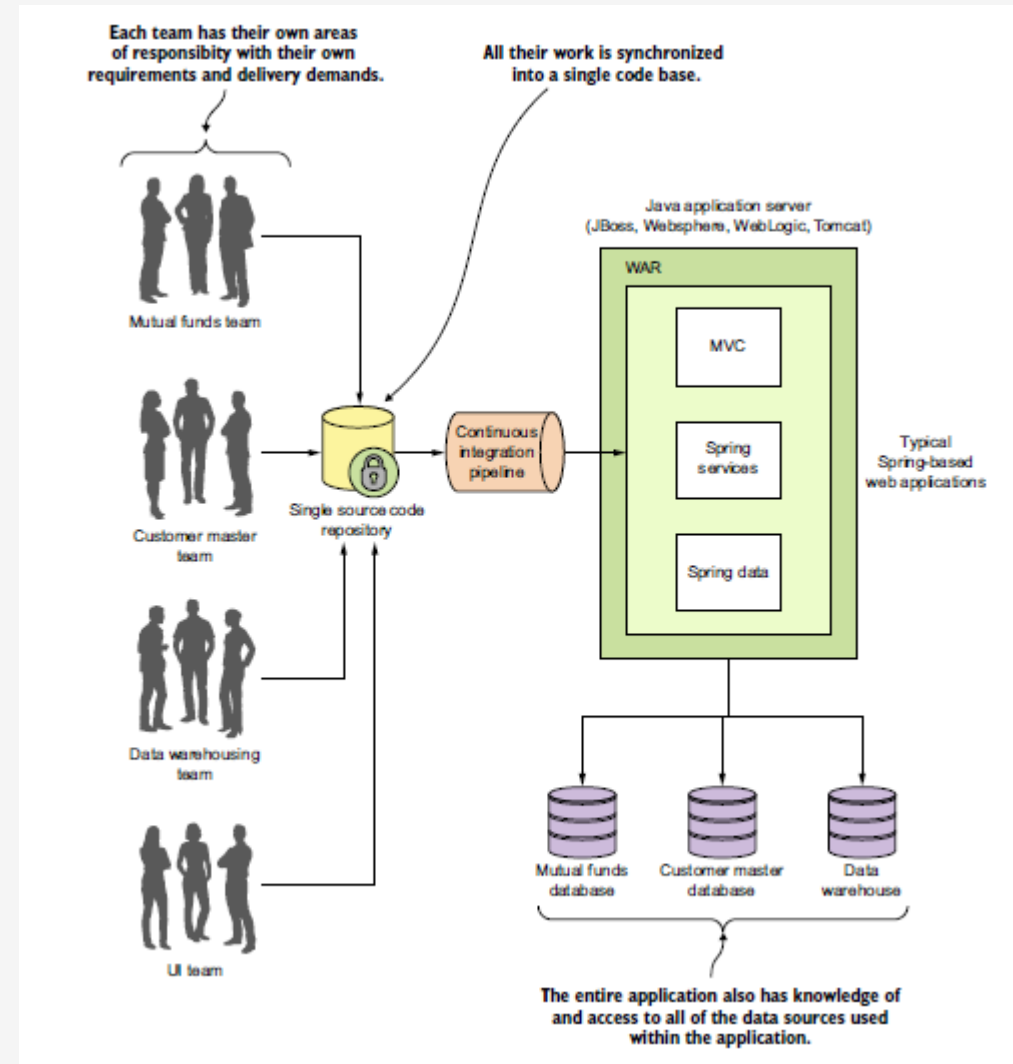 Each team has their own areas
of responsibity with their own
requirements and delivery demands.
All their work is synchronized
into a single code base.
Mutual funds team
Customer master
team
Data warehousing
team
UI team
Single source code
repository
Continuous
integration
pipeline
Java application server
(JBoss, Websphere, WebLogic, Tomcat)
WAR
MVC
Spring
services
Spring data
Typical
Spring-based
web applications
Mutual funds
database
Customer master
database
Data
warehouse
The entire application also has knowledge of
and access to all of the data sources used
within the application.